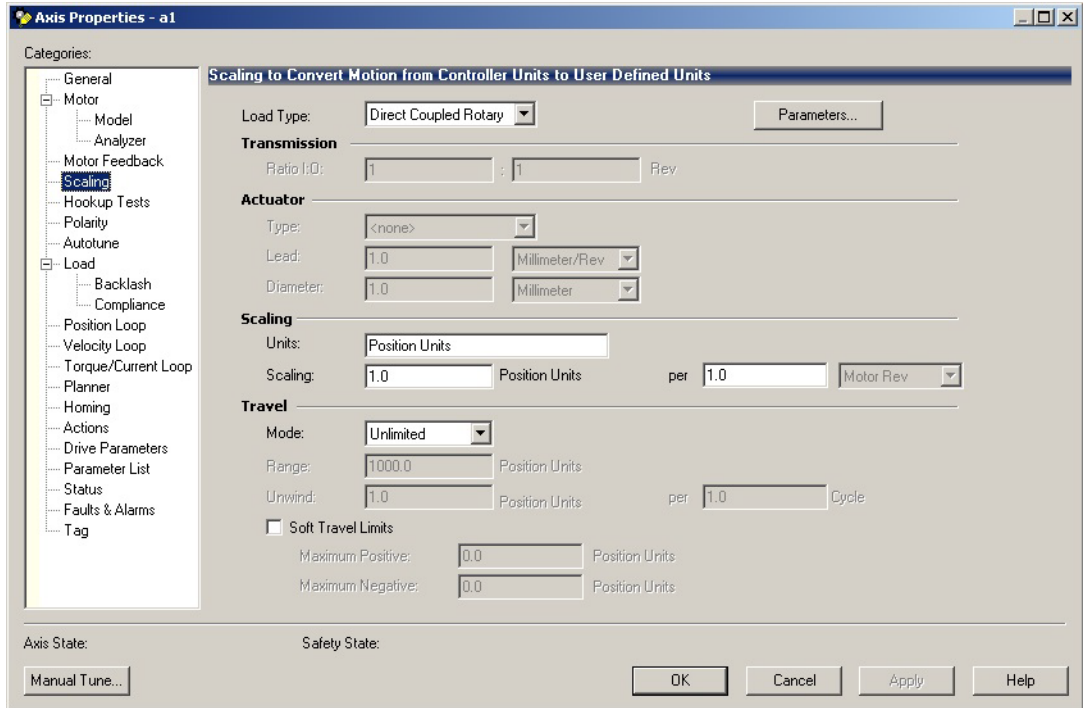 Axis Properties - a1
Categories:
General
Motor
Model
Analyzer
Motor Feedback
Scaling
Hookup Tests
Polarity
Autotune
Load
Backlash
Compliance
Position Loop
Velocity Loop
Torque/Current Loop
Planner
Homing
Actions
Drive Parameters
Parameter List
Status
Faults & Alarms
Tag
Scaling to Convert Motion from Controller Units to User Defined Units
Load Type: Direct Coupled Rotary Parameters...
Transmission
Ratio I:O: 1 : 1 Rev
Actuator
Type: <none>
Lead: 1.0 Millimeter/Rev
Diameter: 1.0 Millimeter
Scaling
Units: Position Units
Scaling: 1.0 Position Units per 1.0 Motor Rev
Travel
Mode: Unlimited
Range: 1000.0 Position Units
Unwind: 1.0 Position Units per 1.0 Cycle
Soft Travel Limits
Maximum Positive: 0.0 Position Units
Maximum Negative: 0.0 Position Units
Axis State: Safety State:
Manual Tune... OK Cancel Apply Help